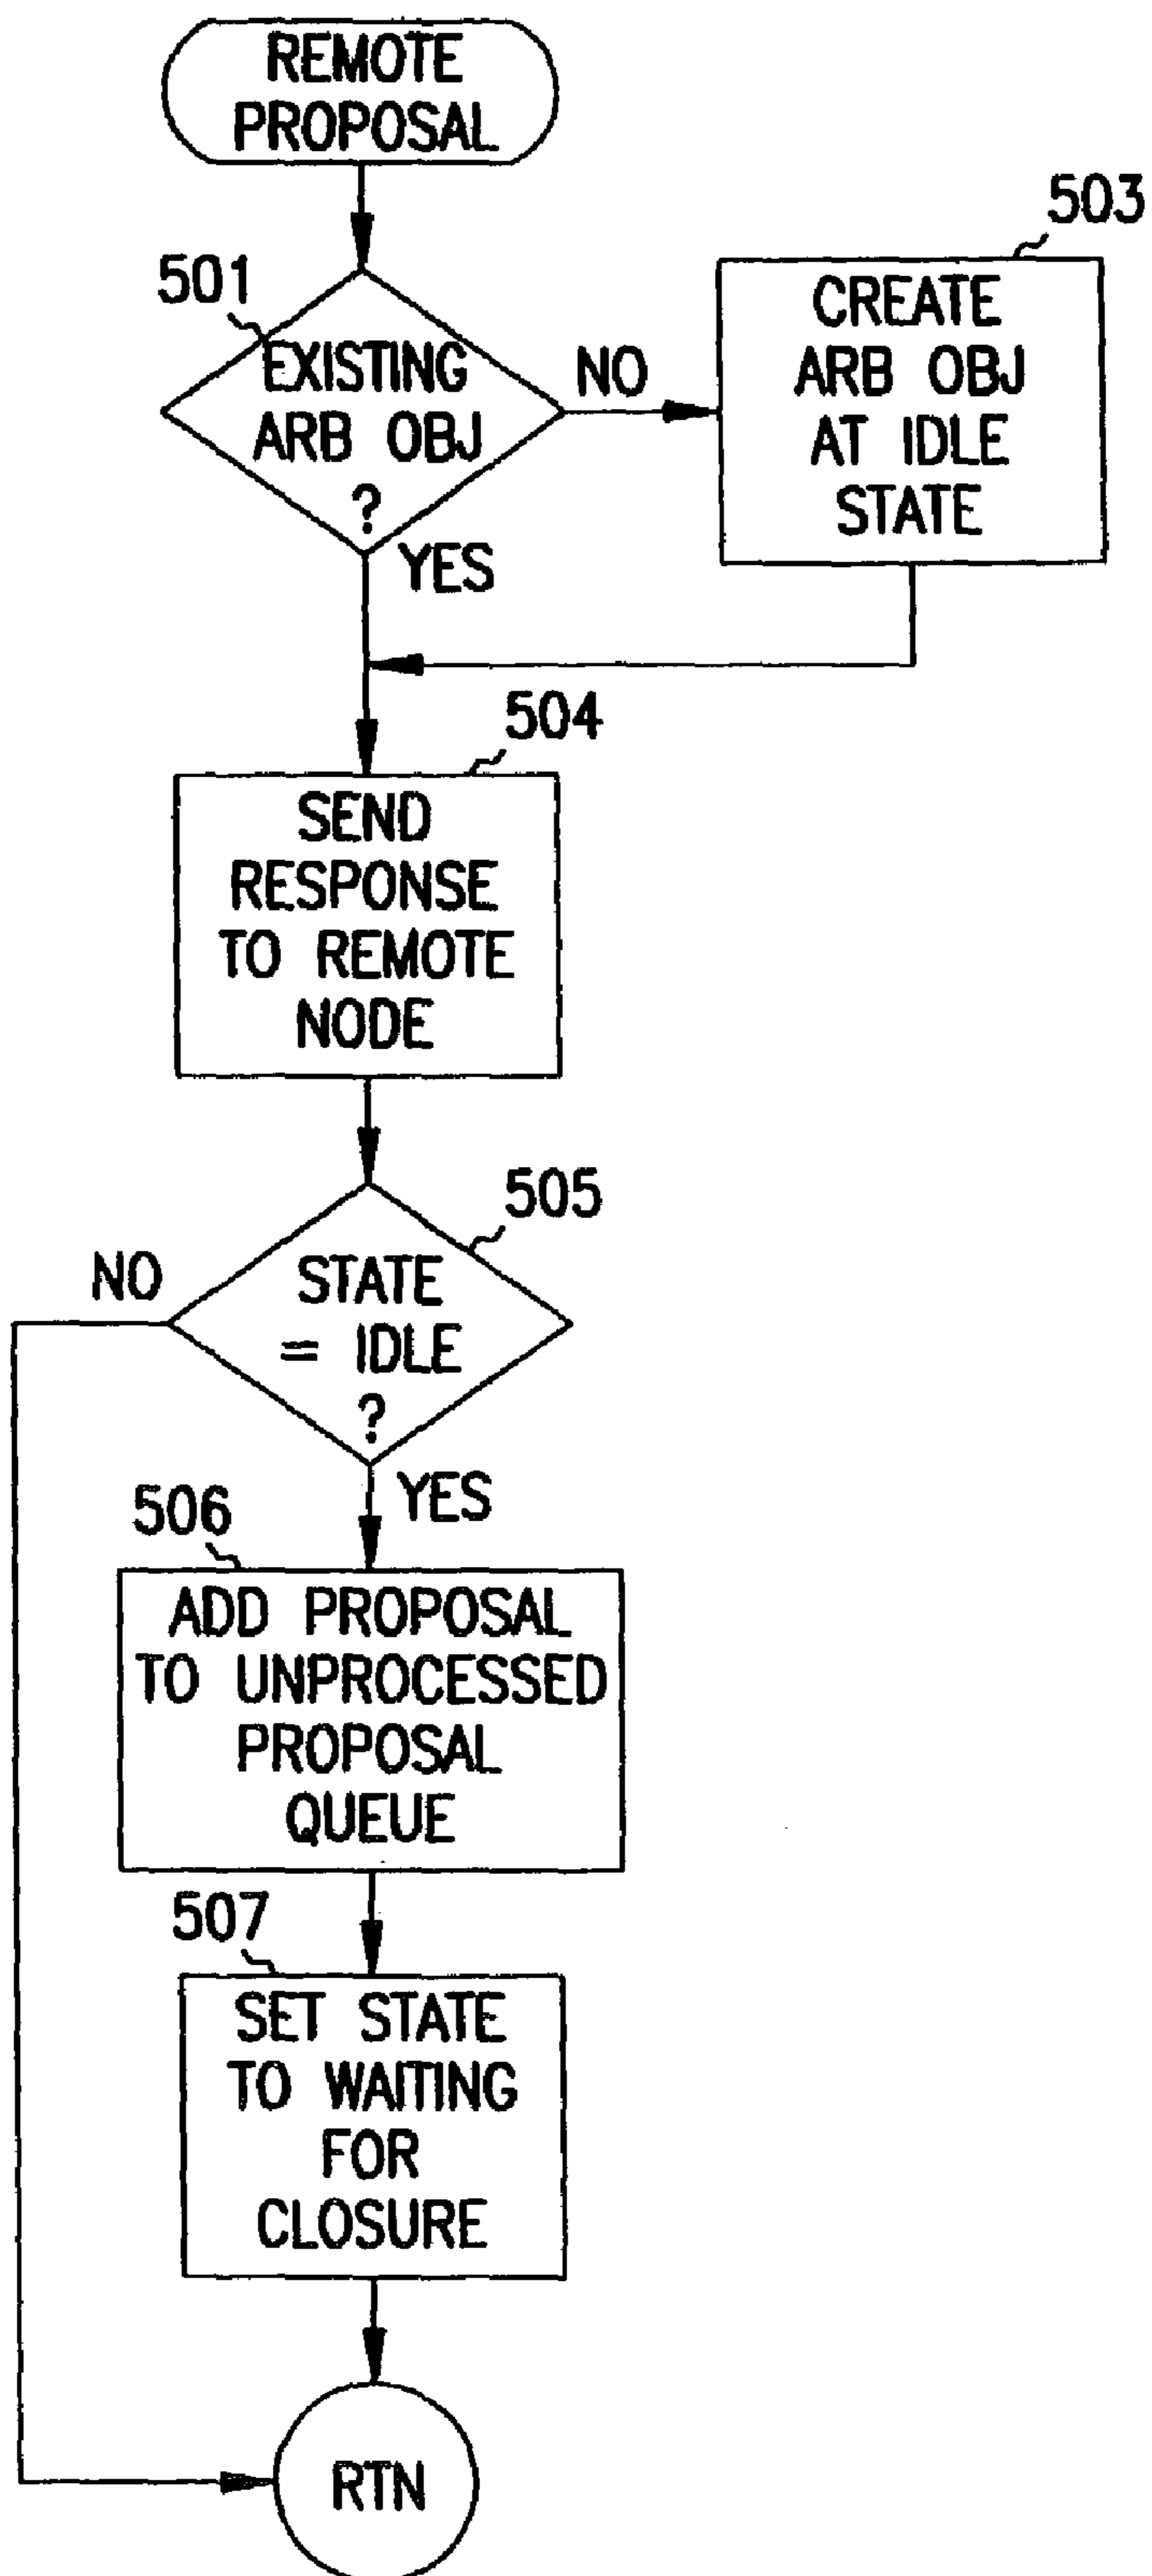 REMOTE
PROPOSAL
503
501
EXISTING
ARB OBJ
?
NO
CREATE
ARB OBJ
AT IDLE
STATE
YES
504
SEND
RESPONSE
TO REMOTE
NODE
505
NO
STATE
= IDLE
?
YES
506
ADD PROPOSAL
TO UNPROCESSED
PROPOSAL
QUEUE
507
SET STATE
TO WAITING
FOR
CLOSURE
RTN